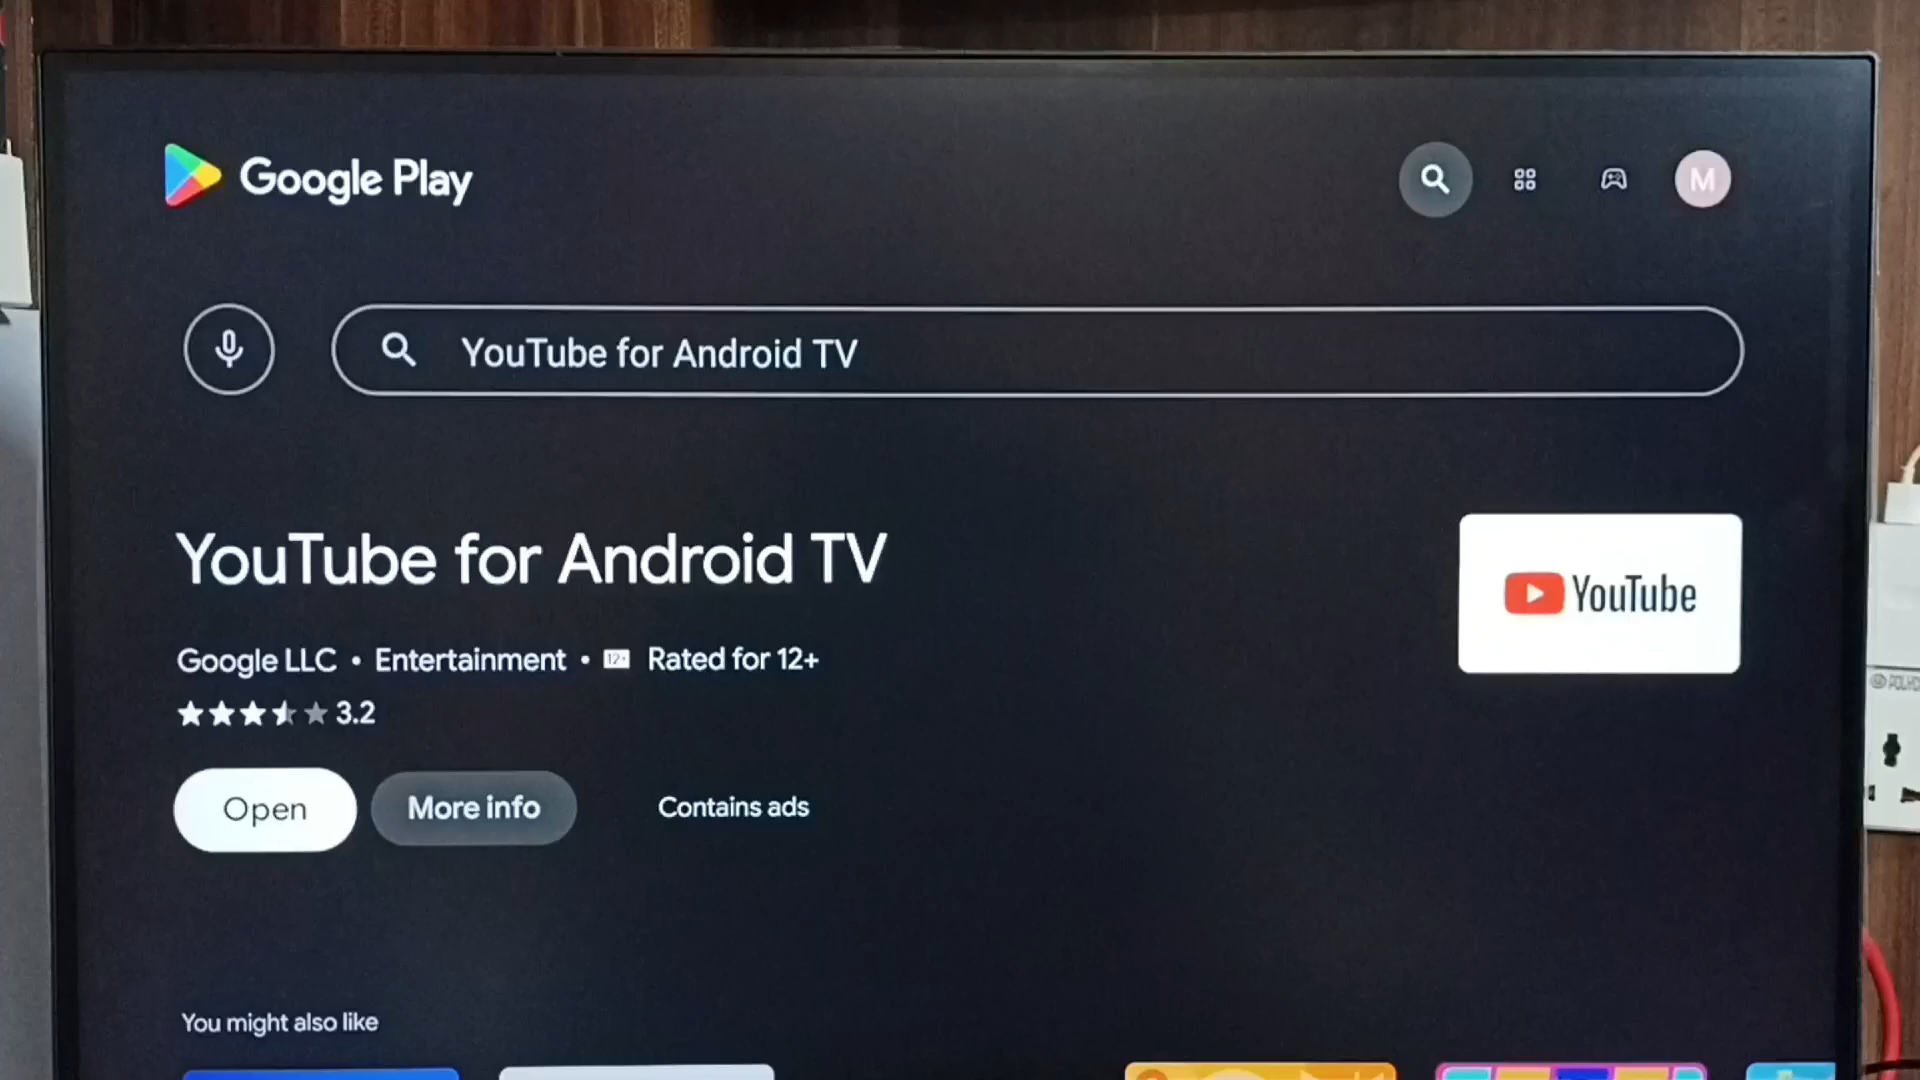 Google Play
M
YouTube for Android TV
YouTube for Android TV
YouTube
Google LLC • Entertainment • 12+ Rated for 12+
3.2
Open
More info
Contains ads
You might also like